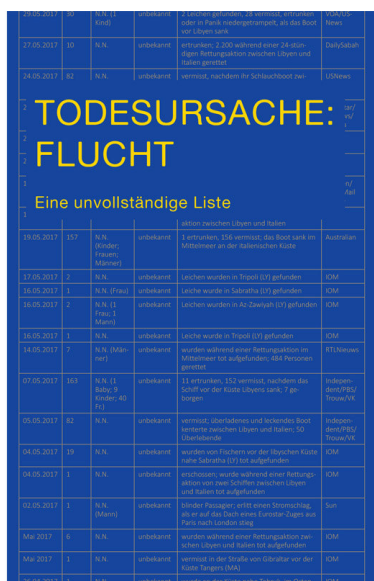 29.05.2017 30 N.N. (1 unbekannt 2 Leichen gefunden, 28 vermisst, ertrunken VOA/US-
Kind) oder in Panik niedergetrampelt, als das Boot News
vor Libyen sank
27.05.2017 10 N.N. unbekannt ertrunken; 2.200 während einer 24-stün- DailySabah
digen Rettungsaktion zwischen Libyen und
Italien gerettet
24.05.2017 82 N.N. unbekannt vermisst, nachdem ihr Schlauchboot zwi- USNews
TODESURSACHE:
FLUCHT
Eine unvollständige Liste
aktion zwischen Libyen und Italien
19.05.2017 157 N.N. unbekannt 1 ertrunken, 156 vermisst; das Boot sank im Australian
(Kinder; Mittelmeer an der italienischen Küste
Frauen;
Männer)
17.05.2017 2 N.N. unbekannt Leichen wurden in Tripoli (LY) gefunden IOM
16.05.2017 1 N.N. (Frau) unbekannt Leiche wurde in Sabratha (LY) gefunden IOM
16.05.2017 2 N.N. (1 unbekannt Leichen wurden in Az-Zawiyah (LY) gefunden IOM
Frau; 1
Mann)
16.05.2017 1 N.N. unbekannt Leiche wurde in Tripoli (LY) gefunden IOM
14.05.2017 7 N.N. (Män- unbekannt wurden während einer Rettungsaktion im RTLNieuws
ner) Mittelmeer tot aufgefunden; 484 Personen
gerettet
07.05.2017 163 N.N. (1 unbekannt 11 ertrunken, 152 vermisst, nachdem das Indepen-
Baby; 9 Schiff vor der Küste Libyens sank; 7 ge- dent/PBS/
Kinder; 40 borgen Trouw/VK
Fr.)
05.05.2017 82 N.N. unbekannt vermisst; überladenes und leckendes Boot Indepen-
kenterte zwischen Libyen und Italien; 50 dent/PBS/
Überlebende Trouw/VK
04.05.2017 19 N.N. unbekannt wurden von Fischern vor der libyschen Küste IOM
nahe Sabratha (LY) tot aufgefunden
04.05.2017 1 N.N. unbekannt erschossen; wurde während einer Rettungs- IOM
aktion von zwei Schiffen zwischen Libyen
und Italien tot aufgefunden
02.05.2017 1 N.N. unbekannt blinder Passagier; erlitt einen Stromschlag, Sun
(Mann) als er auf das Dach eines Eurostar-Zuges aus
Paris nach London stieg
Mai 2017 6 N.N. unbekannt wurden während einer Rettungsaktion zwi- IOM
schen Libyen und Italien tot aufgefunden
Mai 2017 1 N.N. unbekannt vermisst in der Straße von Gibraltar vor der IOM
Küste Tangers (MA)